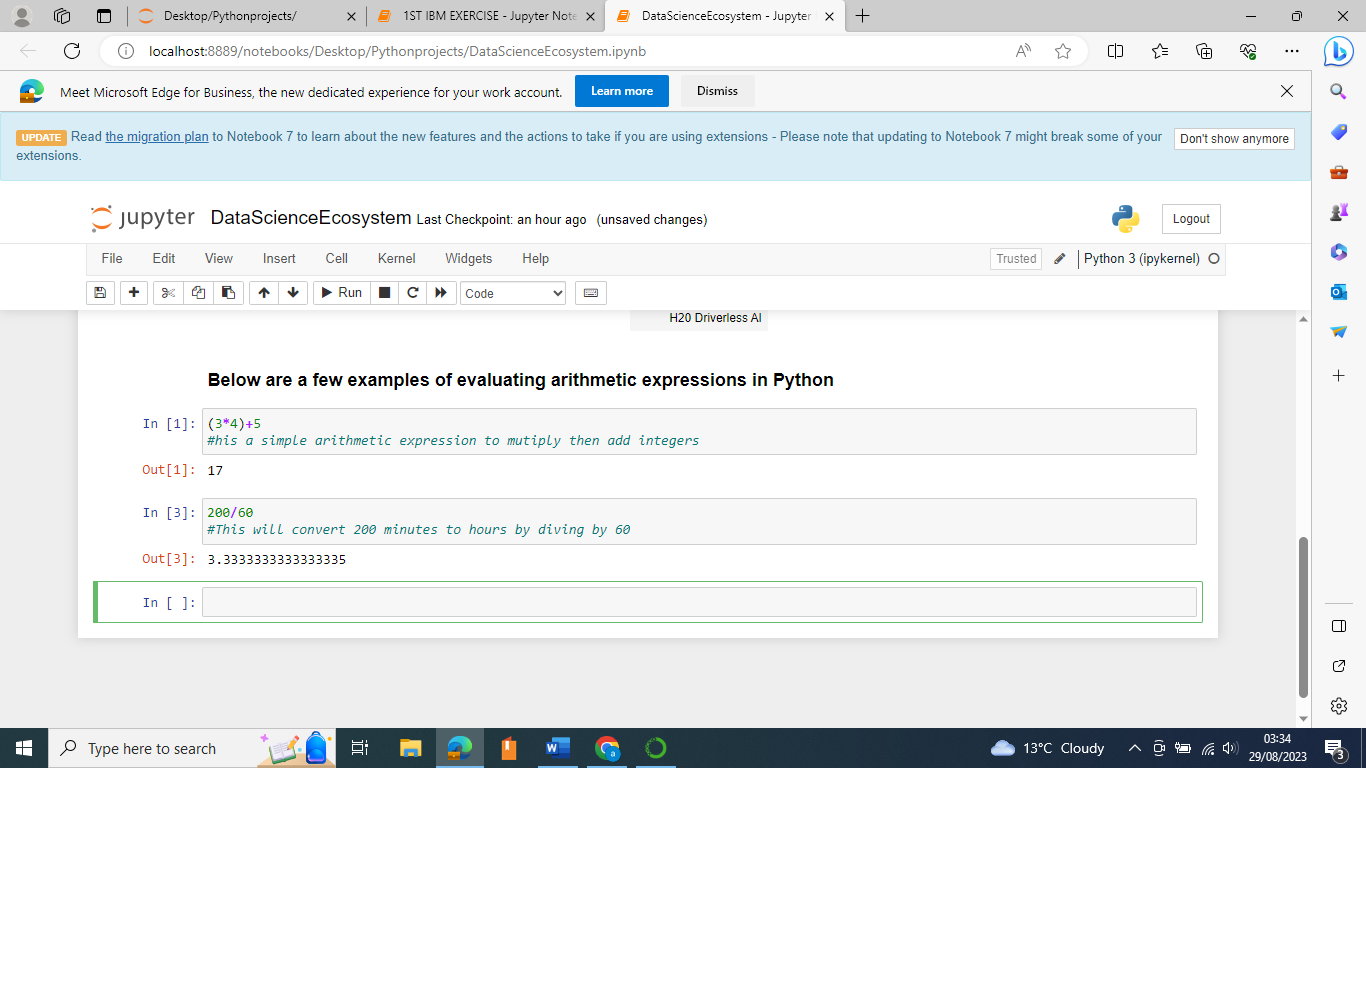 Desktop/Pythonprojects/
1ST IBM EXERCISE - Jupyter Note
DataScienceEcosystem - Jupyter
localhost:8889/notebooks/Desktop/Pythonprojects/DataScienceEcosystem.ipynb
Meet Microsoft Edge for Business, the new dedicated experience for your work account. Learn more Dismiss
UPDATE Read the migration plan to Notebook 7 to learn about the new features and the actions to take if you are using extensions - Please note that updating to Notebook 7 might break some of your
extensions.
Don't show anymore
jupyter DataScienceEcosystem Last Checkpoint: an hour ago (unsaved changes)
Logout
File Edit View Insert Cell Kernel Widgets Help
Trusted Python 3 (ipykernel)
Run Code
H20 Driverless AI
Below are a few examples of evaluating arithmetic expressions in Python
In [1]: (3*4)+5
#his a simple arithmetic expression to mutiply then add integers
Out[1]: 17
In [3]: 200/60
#This will convert 200 minutes to hours by diving by 60
Out[3]: 3.3333333333333335
In [ ]:
Type here to search
13°C Cloudy
03:34
29/08/2023
3